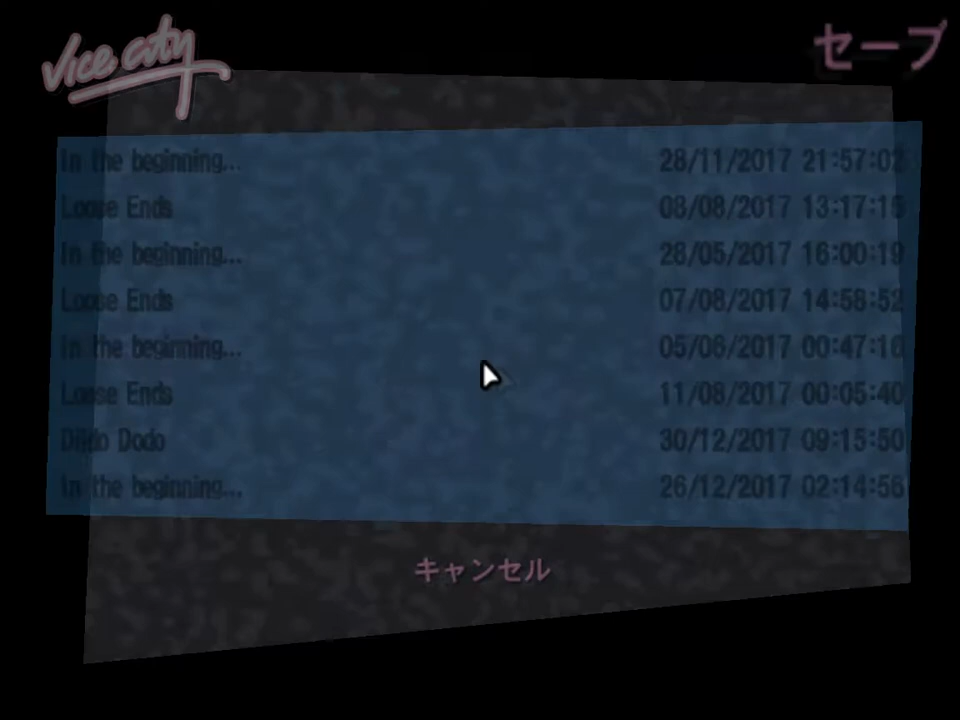 Vice City
セーブ
In the beginning... 28/11/2017 21:57:02
Loose Ends 08/08/2017 13:17:15
In the beginning... 28/05/2017 16:00:19
Loose Ends 07/08/2017 14:58:52
In the beginning... 05/06/2017 00:47:10
Loose Ends 11/08/2017 00:05:40
Dildo Dodo 30/12/2017 09:15:50
In the beginning... 26/12/2017 02:14:56
キャンセル